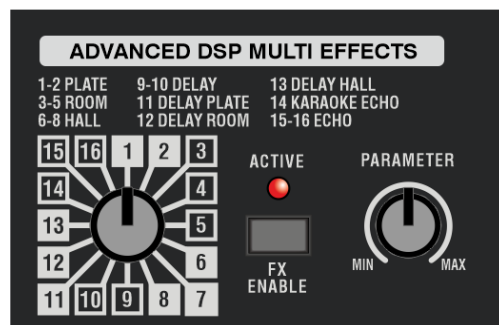 ADVANCED DSP MULTI EFFECTS
1-2 PLATE 9-10 DELAY 13 DELAY HALL
3-5 ROOM 11 DELAY PLATE 14 KARAOKE ECHO
6-8 HALL 12 DELAY ROOM 15-16 ECHO
15 16 1 2 3
14 4
13 5
12 6
11 10 9 8 7
ACTIVE
FX
ENABLE
PARAMETER
MIN MAX